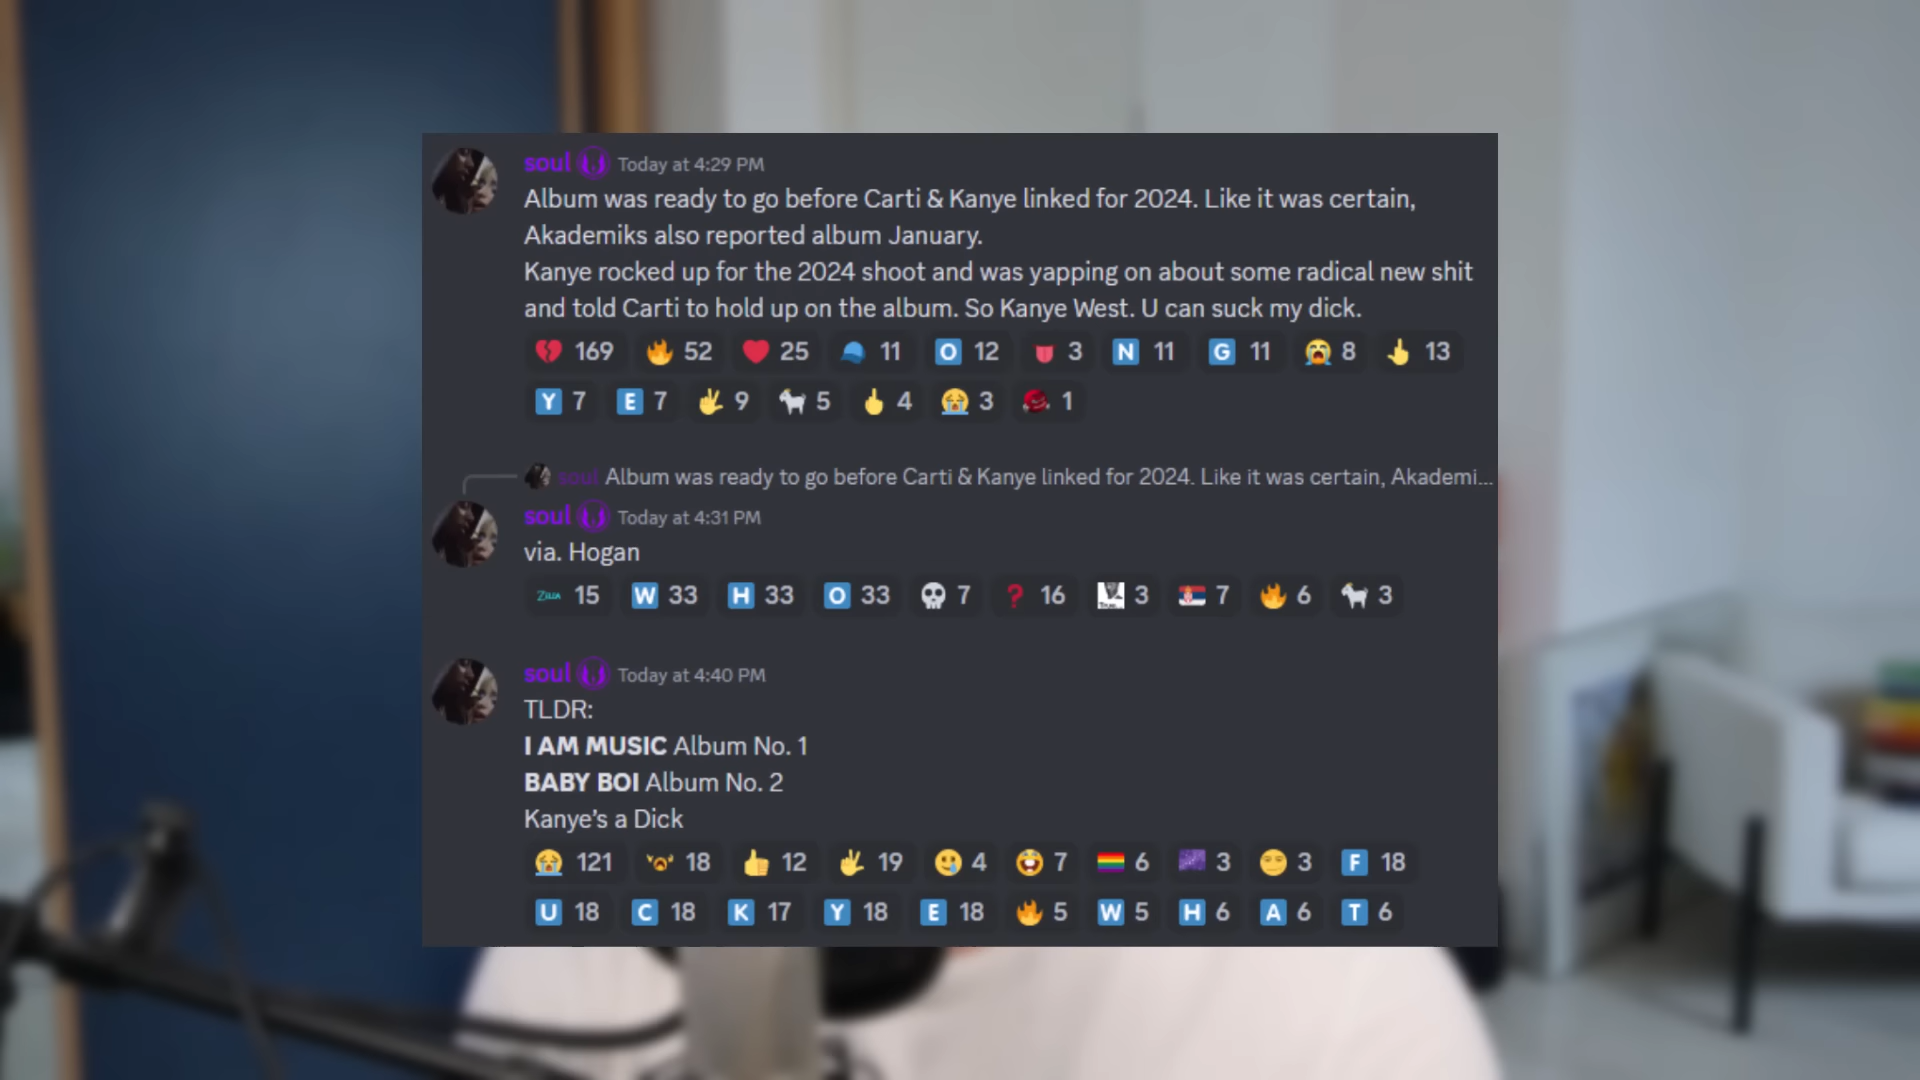 soul Today at 4:29 PM
Album was ready to go before Carti & Kanye linked for 2024. Like it was certain,
Akademiks also reported album January.
Kanye rocked up for the 2024 shoot and was yapping on about some radical new shit
and told Carti to hold up on the album. So Kanye West. U can suck my dick.
169 52 25 11 O 12 3 N 11 G 11 8 13
Y 7 E 7 9 5 4 3 1
soul Album was ready to go before Carti & Kanye linked for 2024. Like it was certain, Akademi...
soul Today at 4:31 PM
via. Hogan
15 W 33 H 33 O 33 7 ? 16 3 7 6 3
soul Today at 4:40 PM
TLDR:
I AM MUSIC Album No. 1
BABY BOI Album No. 2
Kanye’s a Dick
121 18 12 19 4 7 6 3 3 F 18
U 18 C 18 K 17 Y 18 E 18 5 W 5 H 6 A 6 T 6